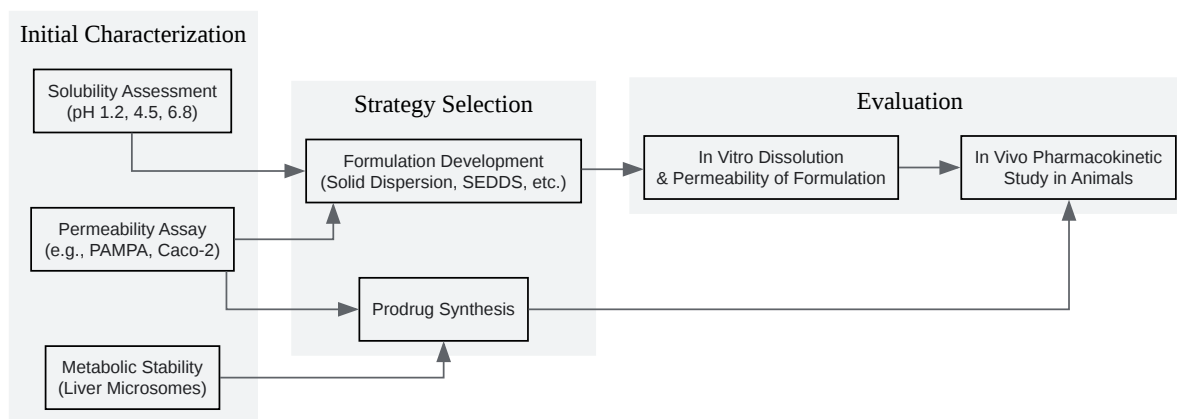 Initial Characterization
Solubility Assessment
(pH 1.2, 4.5, 6.8)
Permeability Assay
(e.g., PAMPA, Caco-2)
Metabolic Stability
(Liver Microsomes)
Strategy Selection
Formulation Development
(Solid Dispersion, SEDDS, etc.)
Prodrug Synthesis
Evaluation
In Vitro Dissolution
& Permeability of Formulation
In Vivo Pharmacokinetic
Study in Animals